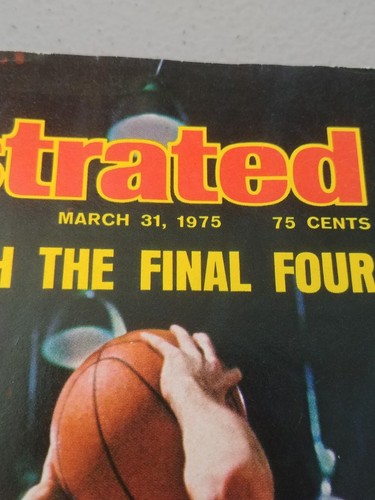 strated
MARCH 31, 1975 75 CENTS
H THE FINAL FOUR